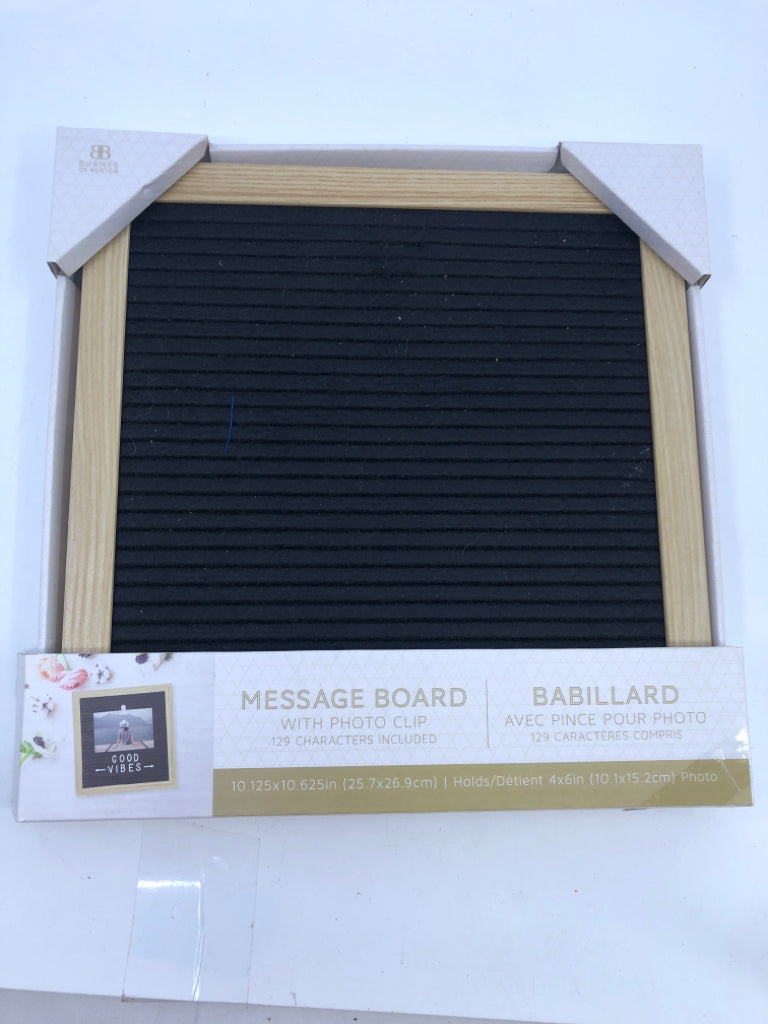 BURNES
OF BOSTON
MESSAGE BOARD
WITH PHOTO CLIP
129 CHARACTERS INCLUDED
BABILLARD
AVEC PINCE POUR PHOTO
129 CARACTÈRES COMPRIS
GOOD
VIBES
10.125x10.625in (25.7x26.9cm) | Holds/Détient 4x6in (10.1x15.2cm) Photo